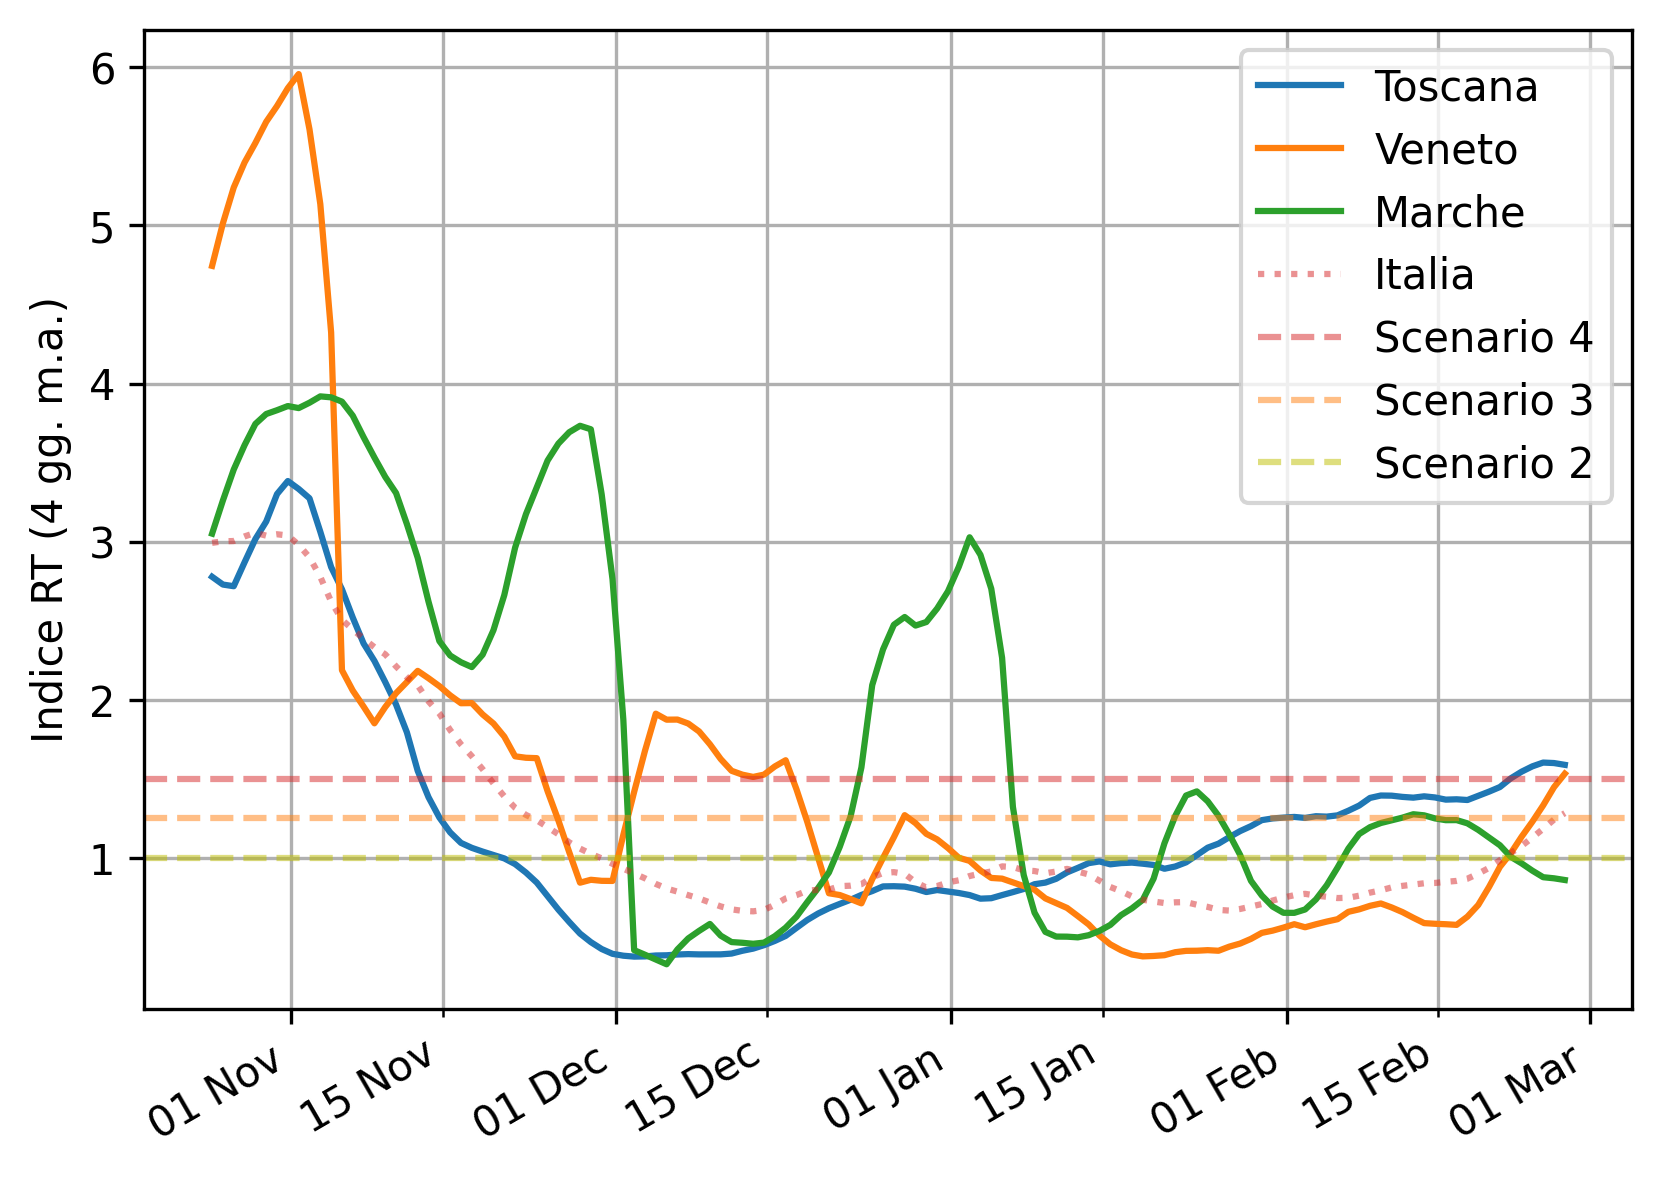 Indice RT (4 gg. m.a.)
6
5
4
3
2
1
Toscana
Veneto
Marche
Italia
Scenario 4
Scenario 3
Scenario 2
01 Nov
15 Nov
01 Dec
15 Dec
01 Jan
15 Jan
01 Feb
15 Feb
01 Mar